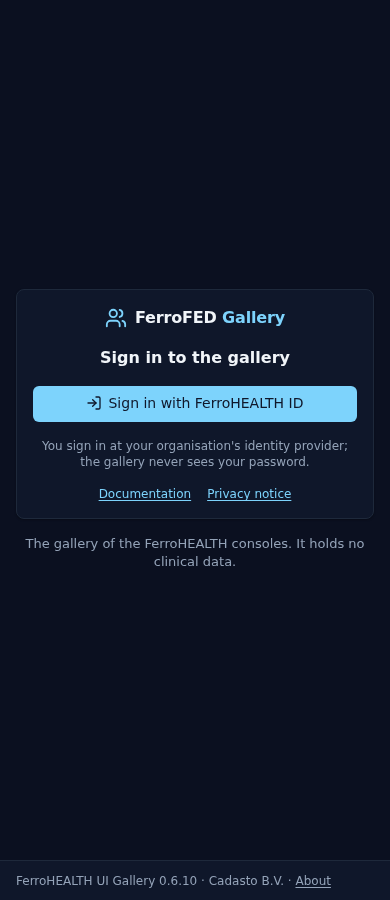 FerroFED Gallery
Sign in to the gallery
Sign in with FerroHEALTH ID
You sign in at your organisation's identity provider;
the gallery never sees your password.
Documentation Privacy notice
The gallery of the FerroHEALTH consoles. It holds no
clinical data.
FerroHEALTH UI Gallery 0.6.10 · Cadasto B.V. · About